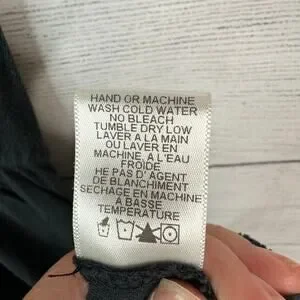 HAND OR MACHINE
WASH COLD WATER
NO BLEACH
TUMBLE DRY LOW
LAVER A LA MAIN
OU LAVER EN
MACHINE, A L'EAU
FROIDE
HE PAS D' AGENT
DE BLANCHIMENT
SECHAGE EN MACHINE
A BASSE
TEMPERATURE